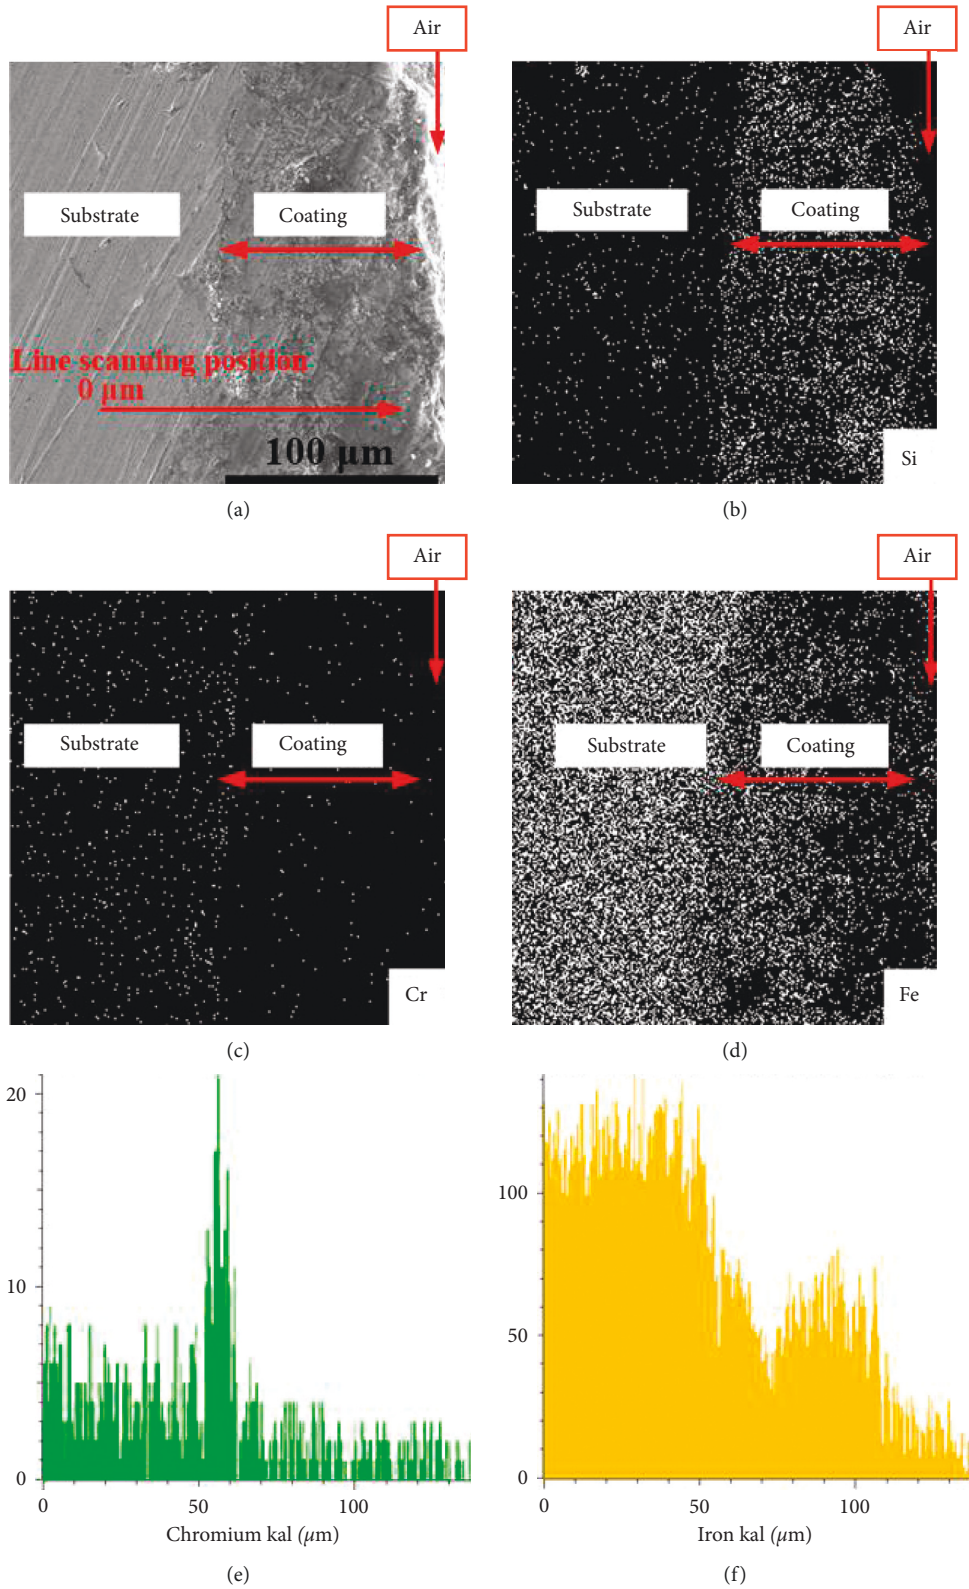 Air
Air
Substrate
Coating
Substrate
Coating
Line scanning position
0 μm
100 μm
Si
(a)
(b)
Air
Air
Substrate
Coating
Substrate
Coating
Cr
Fe
(c)
(d)
20
10
0
0
50
100
Chromium kal (μm)
100
50
0
0
50
100
Iron kal (μm)
(e)
(f)